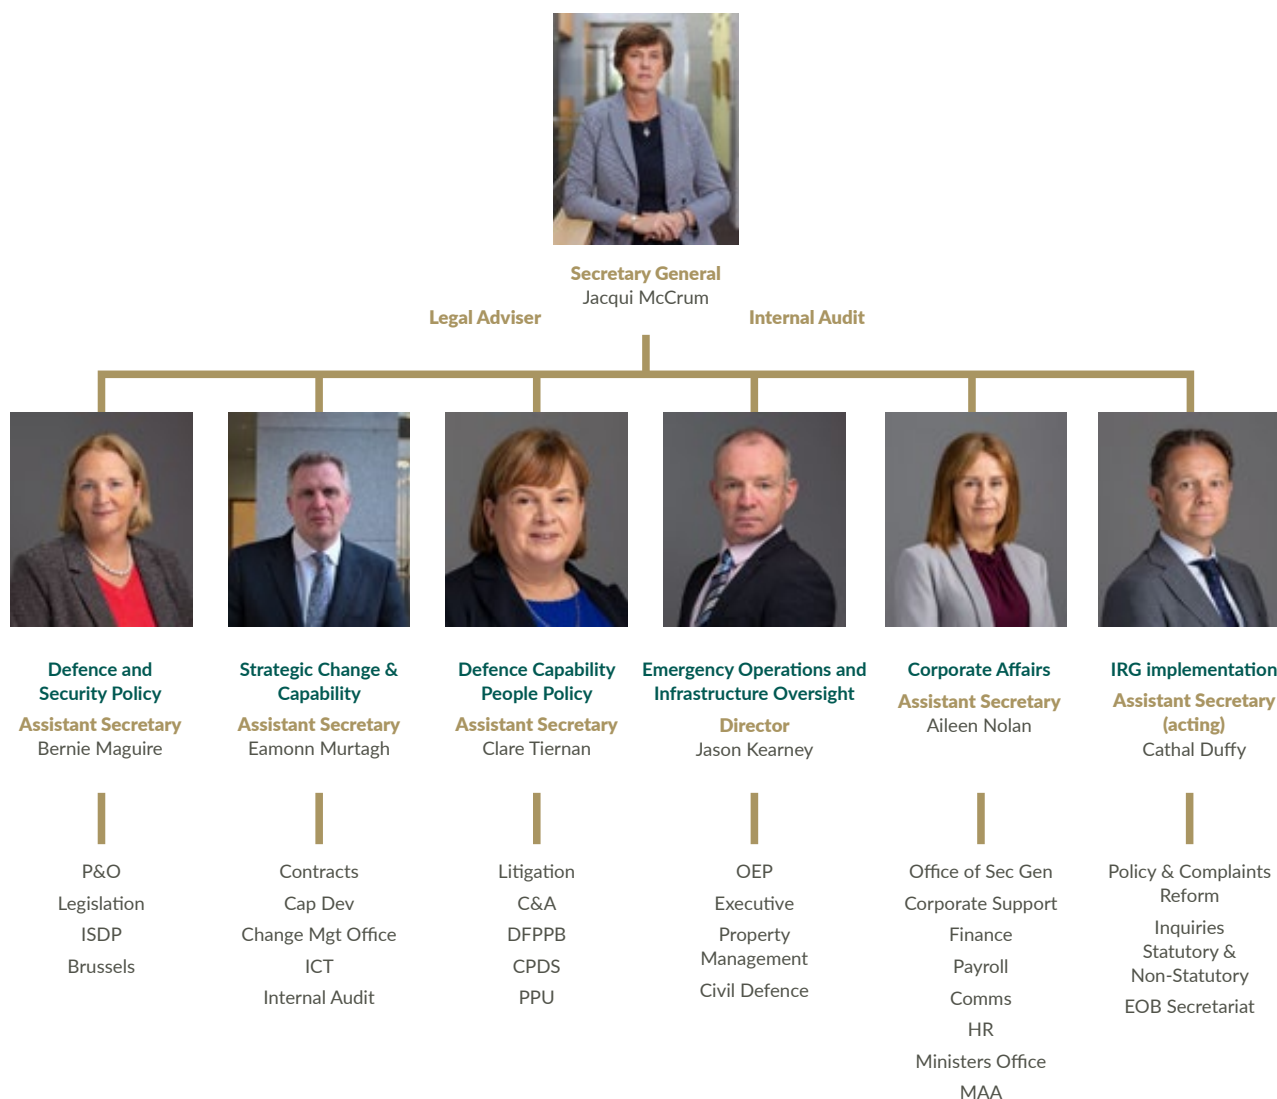 Secretary General
Jacqui McCrum
Legal Adviser
Internal Audit
Defence and
Security Policy
Assistant Secretary
Bernie Maguire
P&O
Legislation
ISDP
Brussels
Strategic Change &
Capability
Assistant Secretary
Eamonn Murtagh
Contracts
Cap Dev
Change Mgt Office
ICT
Internal Audit
Defence Capability
People Policy
Assistant Secretary
Clare Tiernan
Litigation
C&A
DFPPB
CPDS
PPU
Emergency Operations and
Infrastructure Oversight
Director
Jason Kearney
OEP
Executive
Property
Management
Civil Defence
Corporate Affairs
Assistant Secretary
Aileen Nolan
Office of Sec Gen
Corporate Support
Finance
Payroll
Comms
HR
Ministers Office
MAA
IRG implementation
Assistant Secretary
(acting)
Cathal Duffy
Policy & Complaints
Reform
Inquiries
Statutory &
Non-Statutory
EOB Secretariat